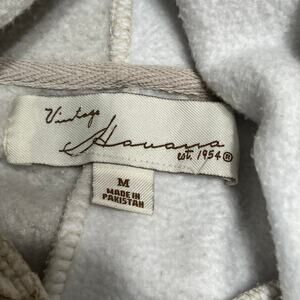 Vintage
Havana
est. 1954®
M
MADE IN
PAKISTAN